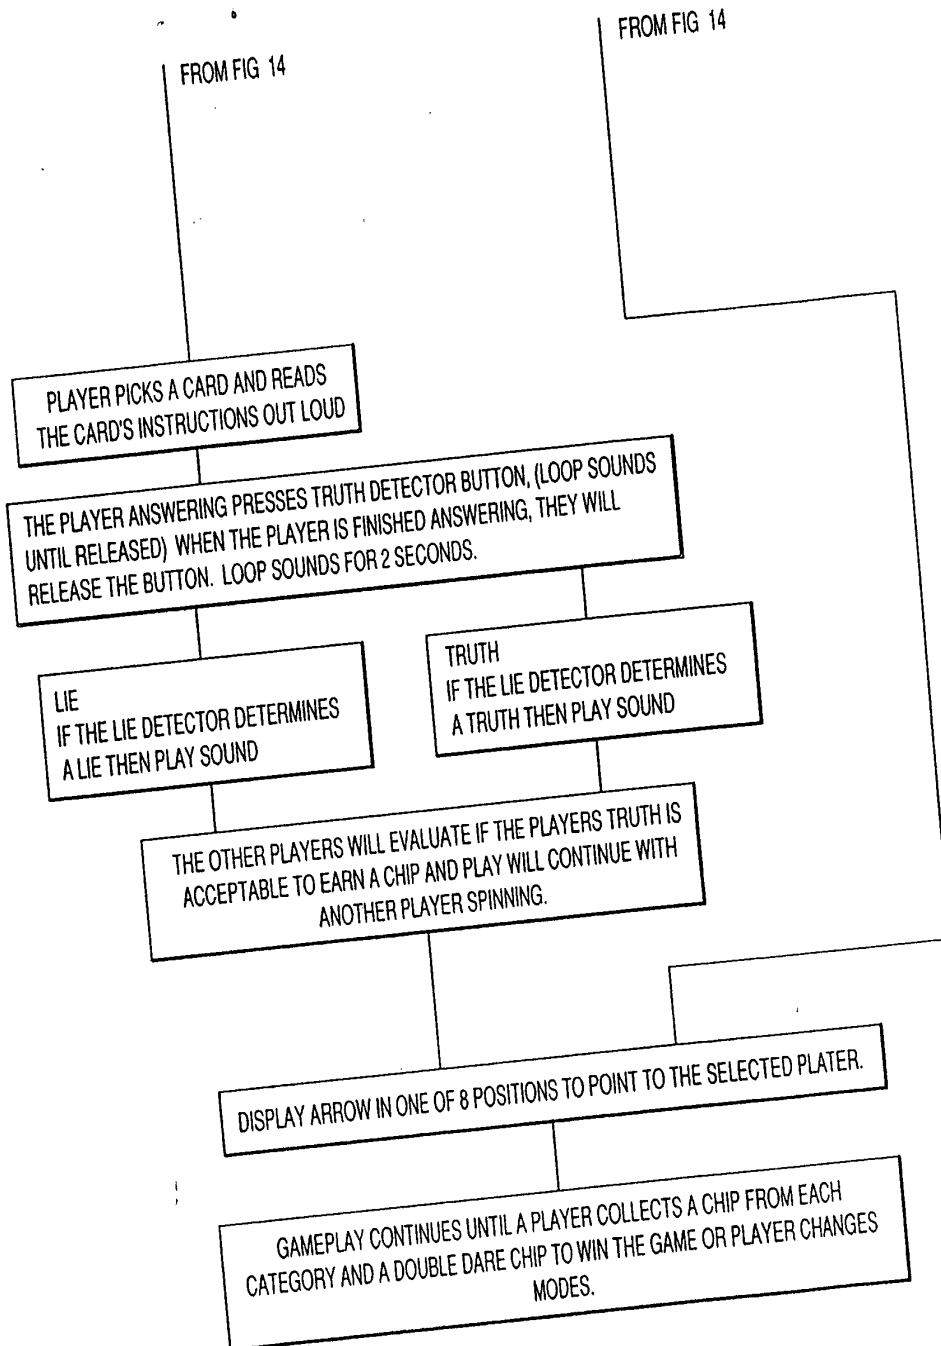 FROM FIG 14
FROM FIG 14
PLAYER PICKS A CARD AND READS
THE CARD'S INSTRUCTIONS OUT LOUD
THE PLAYER ANSWERING PRESSES TRUTH DETECTOR BUTTON, (LOOP SOUNDS
UNTIL RELEASED) WHEN THE PLAYER IS FINISHED ANSWERING, THEY WILL
RELEASE THE BUTTON. LOOP SOUNDS FOR 2 SECONDS.
LIE
IF THE LIE DETECTOR DETERMINES
A LIE THEN PLAY SOUND
TRUTH
IF THE LIE DETECTOR DETERMINES
A TRUTH THEN PLAY SOUND
THE OTHER PLAYERS WILL EVALUATE IF THE PLAYERS TRUTH IS
ACCEPTABLE TO EARN A CHIP AND PLAY WILL CONTINUE WITH
ANOTHER PLAYER SPINNING.
DISPLAY ARROW IN ONE OF 8 POSITIONS TO POINT TO THE SELECTED PLATER.
GAMEPLAY CONTINUES UNTIL A PLAYER COLLECTS A CHIP FROM EACH
CATEGORY AND A DOUBLE DARE CHIP TO WIN THE GAME OR PLAYER CHANGES
MODES.